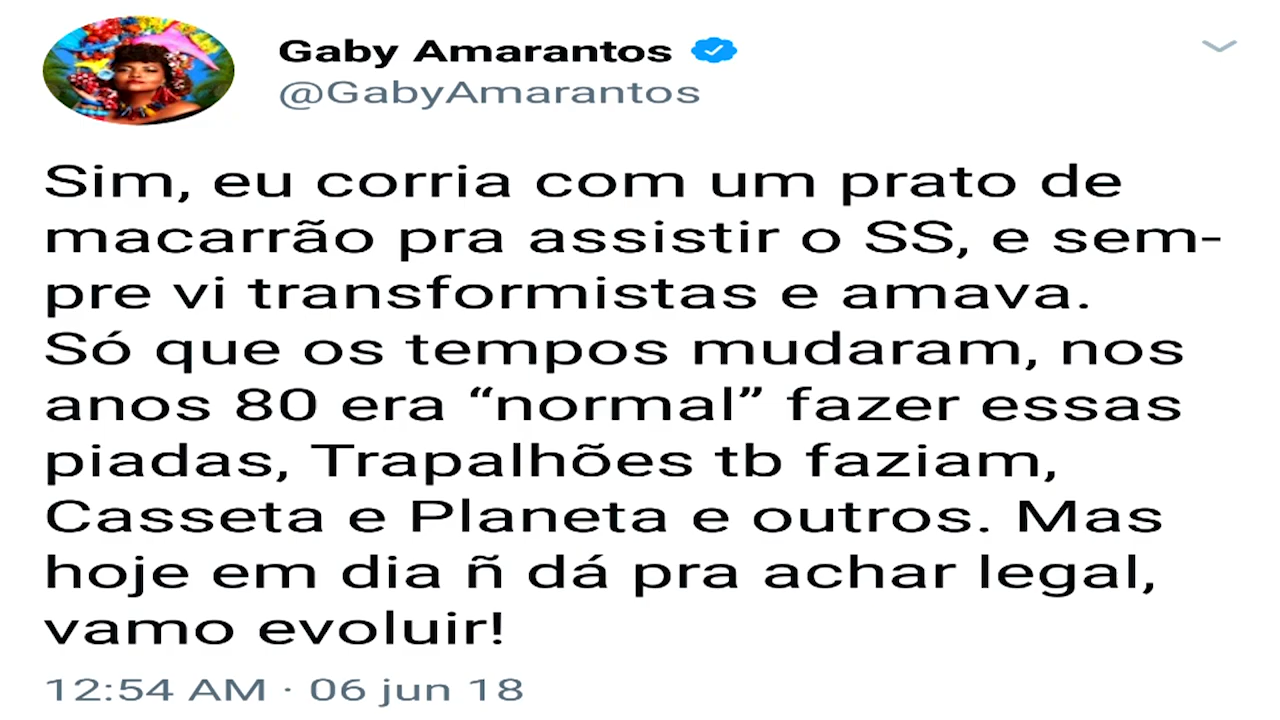 Gaby Amarantos
@GabyAmarantos
Sim, eu corria com um prato de
macarrão pra assistir o SS, e sem-
pre vi transformistas e amava.
Só que os tempos mudaram, nos
anos 80 era “normal” fazer essas
piadas, Trapalhões tb faziam,
Casseta e Planeta e outros. Mas
hoje em dia ñ dá pra achar legal,
vamo evoluir!
12:54 AM · 06 jun 18